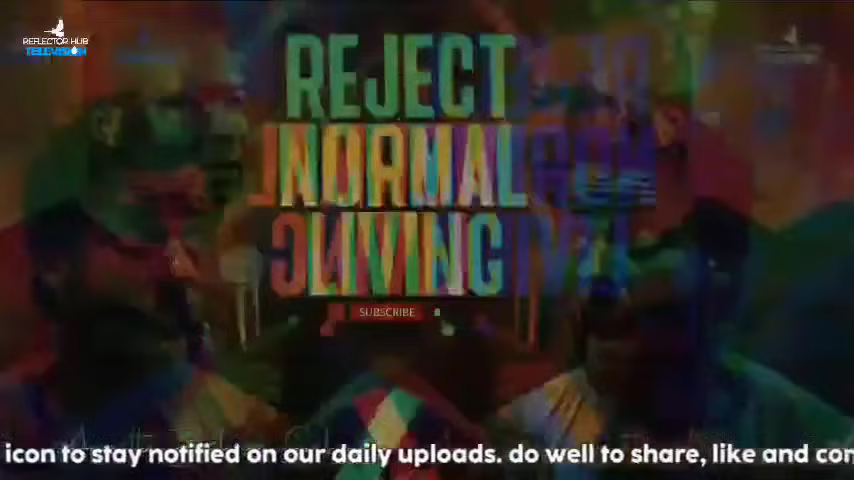 REFLECTOR HUB
TELEVISION
REJECT
NORMAL
LIVING
SUBSCRIBE
icon to stay notified on our daily uploads. do well to share, like and com